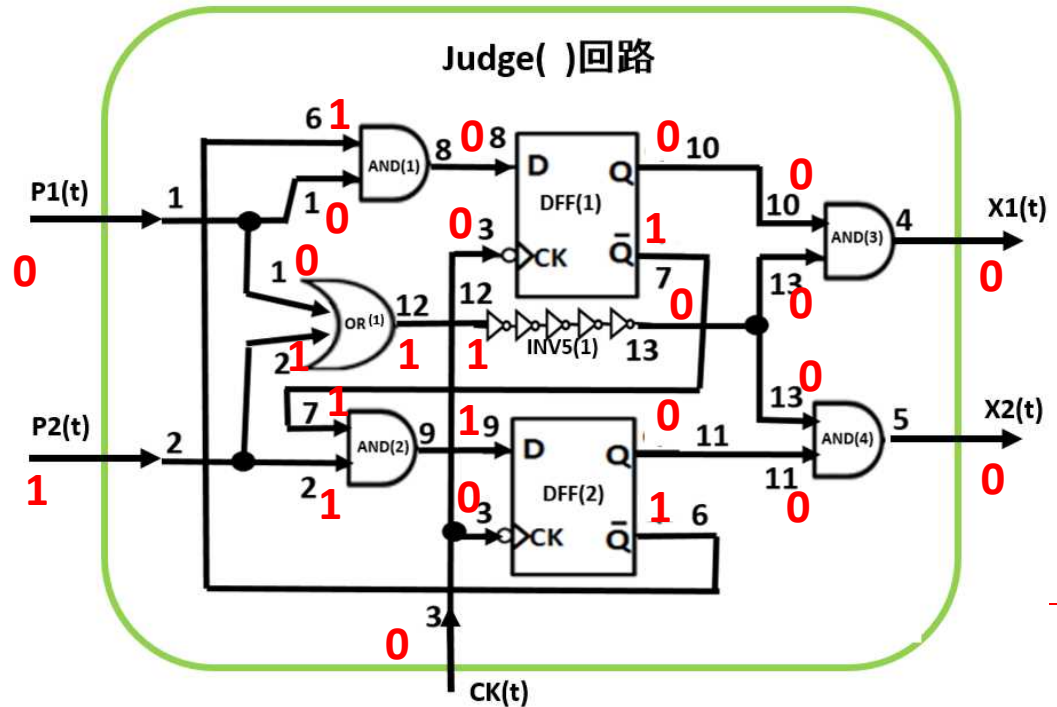 Judge( )回路
6 1
AND(1)
8 0 8
D
Q
0 10
DFF(1)
P1(t)
1
1
0
0
10
0
AND(3)
4
X1(t)
0 3
CK
Q̄
1
7
0
1
0
13
0
0
OR(1)
12
12
INV5(1)
13
0
2 1
1
1
7 1
AND(2)
9 1 9
D
Q
0
11
13
0
AND(4)
5
X2(t)
P2(t)
2
1
2 1
DFF(2)
11
0
0
0
3
CK
Q̄
1 6
3
0
CK(t)